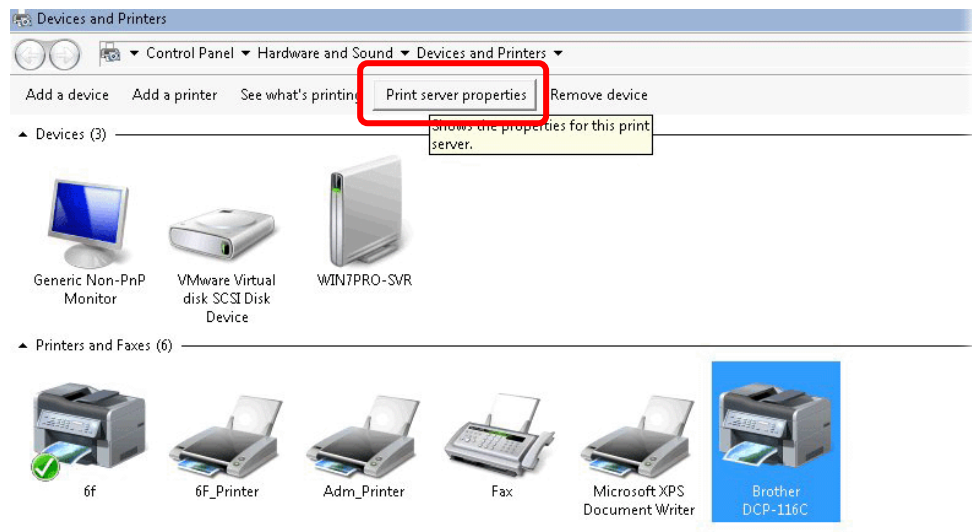 Devices and Printers
Control Panel ▾ Hardware and Sound ▾ Devices and Printers ▾
Add a device Add a printer See what's printing Print server properties Remove device
Shows the properties for this print
server.
Devices (3)
Generic Non-PnP
Monitor
VMware Virtual
disk SCSI Disk
Device
WIN7PRO-SVR
Printers and Faxes (6)
6f
6F_Printer
Adm_Printer
Fax
Microsoft XPS
Document Writer
Brother
DCP-116C